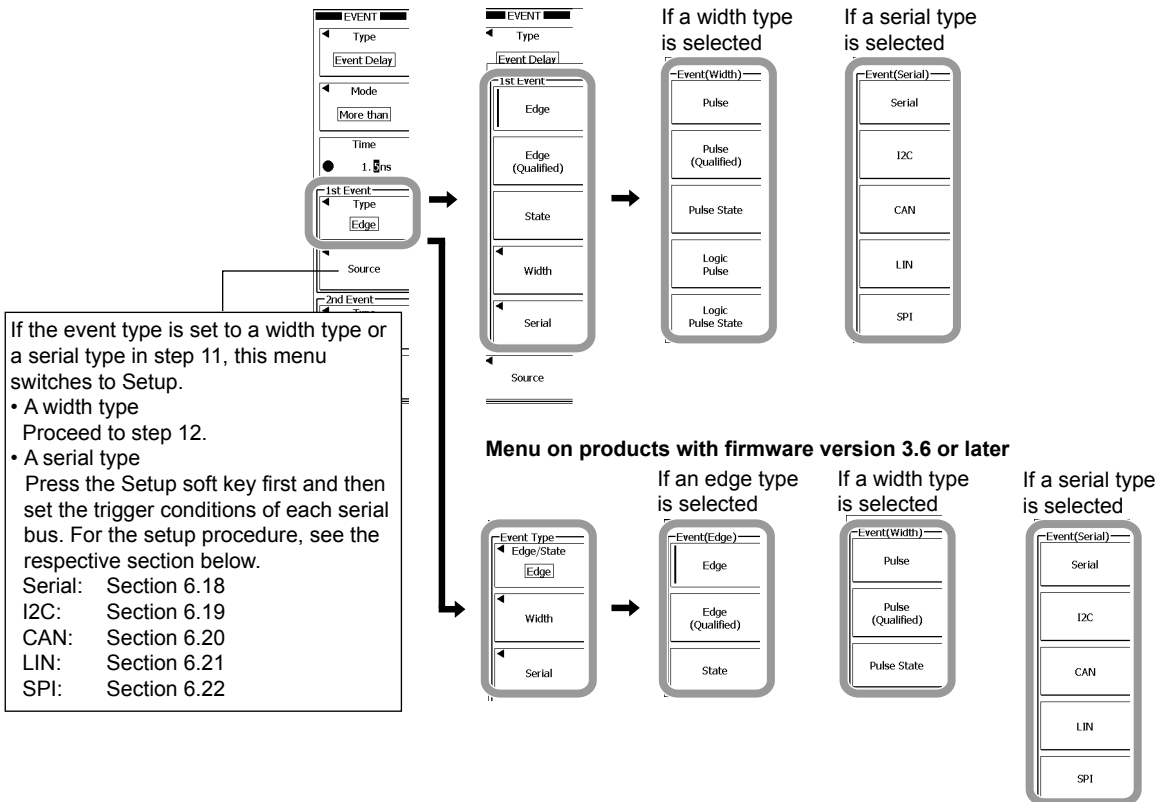 EVENT
Type
Event Delay
Mode
More than
Time
1.5ns
1st Event
Type
Edge
Source
2nd Event
EVENT
Type
Event Delay
1st Event
Edge
Edge
(Qualified)
State
Width
Serial
Source
If a width type
is selected
Event(Width)
Pulse
Pulse
(Qualified)
Pulse State
Logic
Pulse
Logic
Pulse State
If a serial type
is selected
Event(Serial)
Serial
I2C
CAN
LIN
SPI
If the event type is set to a width type or
a serial type in step 11, this menu
switches to Setup.
• A width type
Proceed to step 12.
• A serial type
Press the Setup soft key first and then
set the trigger conditions of each serial
bus. For the setup procedure, see the
respective section below.
Serial: Section 6.18
I2C: Section 6.19
CAN: Section 6.20
LIN: Section 6.21
SPI: Section 6.22
Menu on products with firmware version 3.6 or later
Event Type
Edge/State
Edge
Width
Serial
If an edge type
is selected
Event(Edge)
Edge
Edge
(Qualified)
State
If a width type
is selected
Event(Width)
Pulse
Pulse
(Qualified)
Pulse State
If a serial type
is selected
Event(Serial)
Serial
I2C
CAN
LIN
SPI